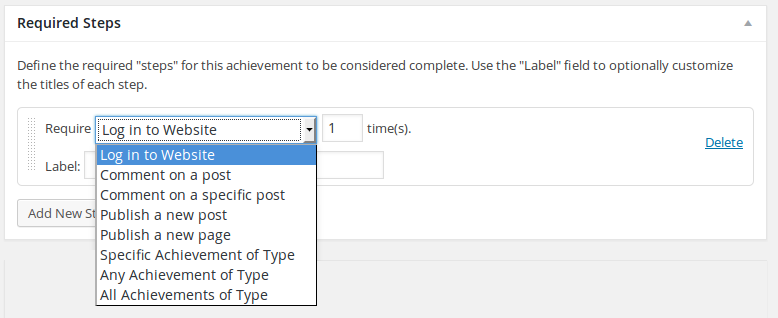 Required Steps
Define the required "steps" for this achievement to be considered complete. Use the "Label" field to optionally customize
the titles of each step.
Require Log in to Website 1 time(s).
Delete
Log in to Website
Label:
Comment on a post
Comment on a specific post
Publish a new post
Add New
Publish a new page
Specific Achievement of Type
Any Achievement of Type
All Achievements of Type